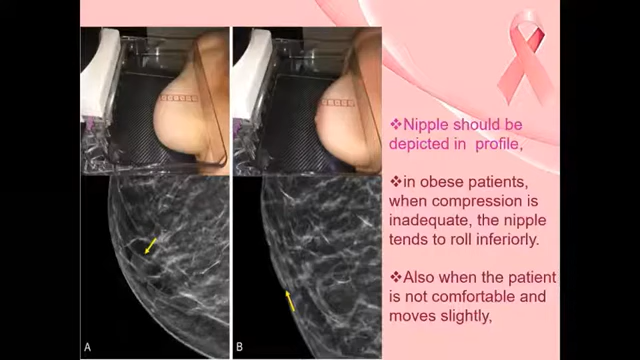 ❖Nipple should be
depicted in profile,
❖in obese patients,
when compression is
inadequate, the nipple
tends to roll inferiorly.
❖Also when the patient
is not comfortable and
moves slightly,
A
B